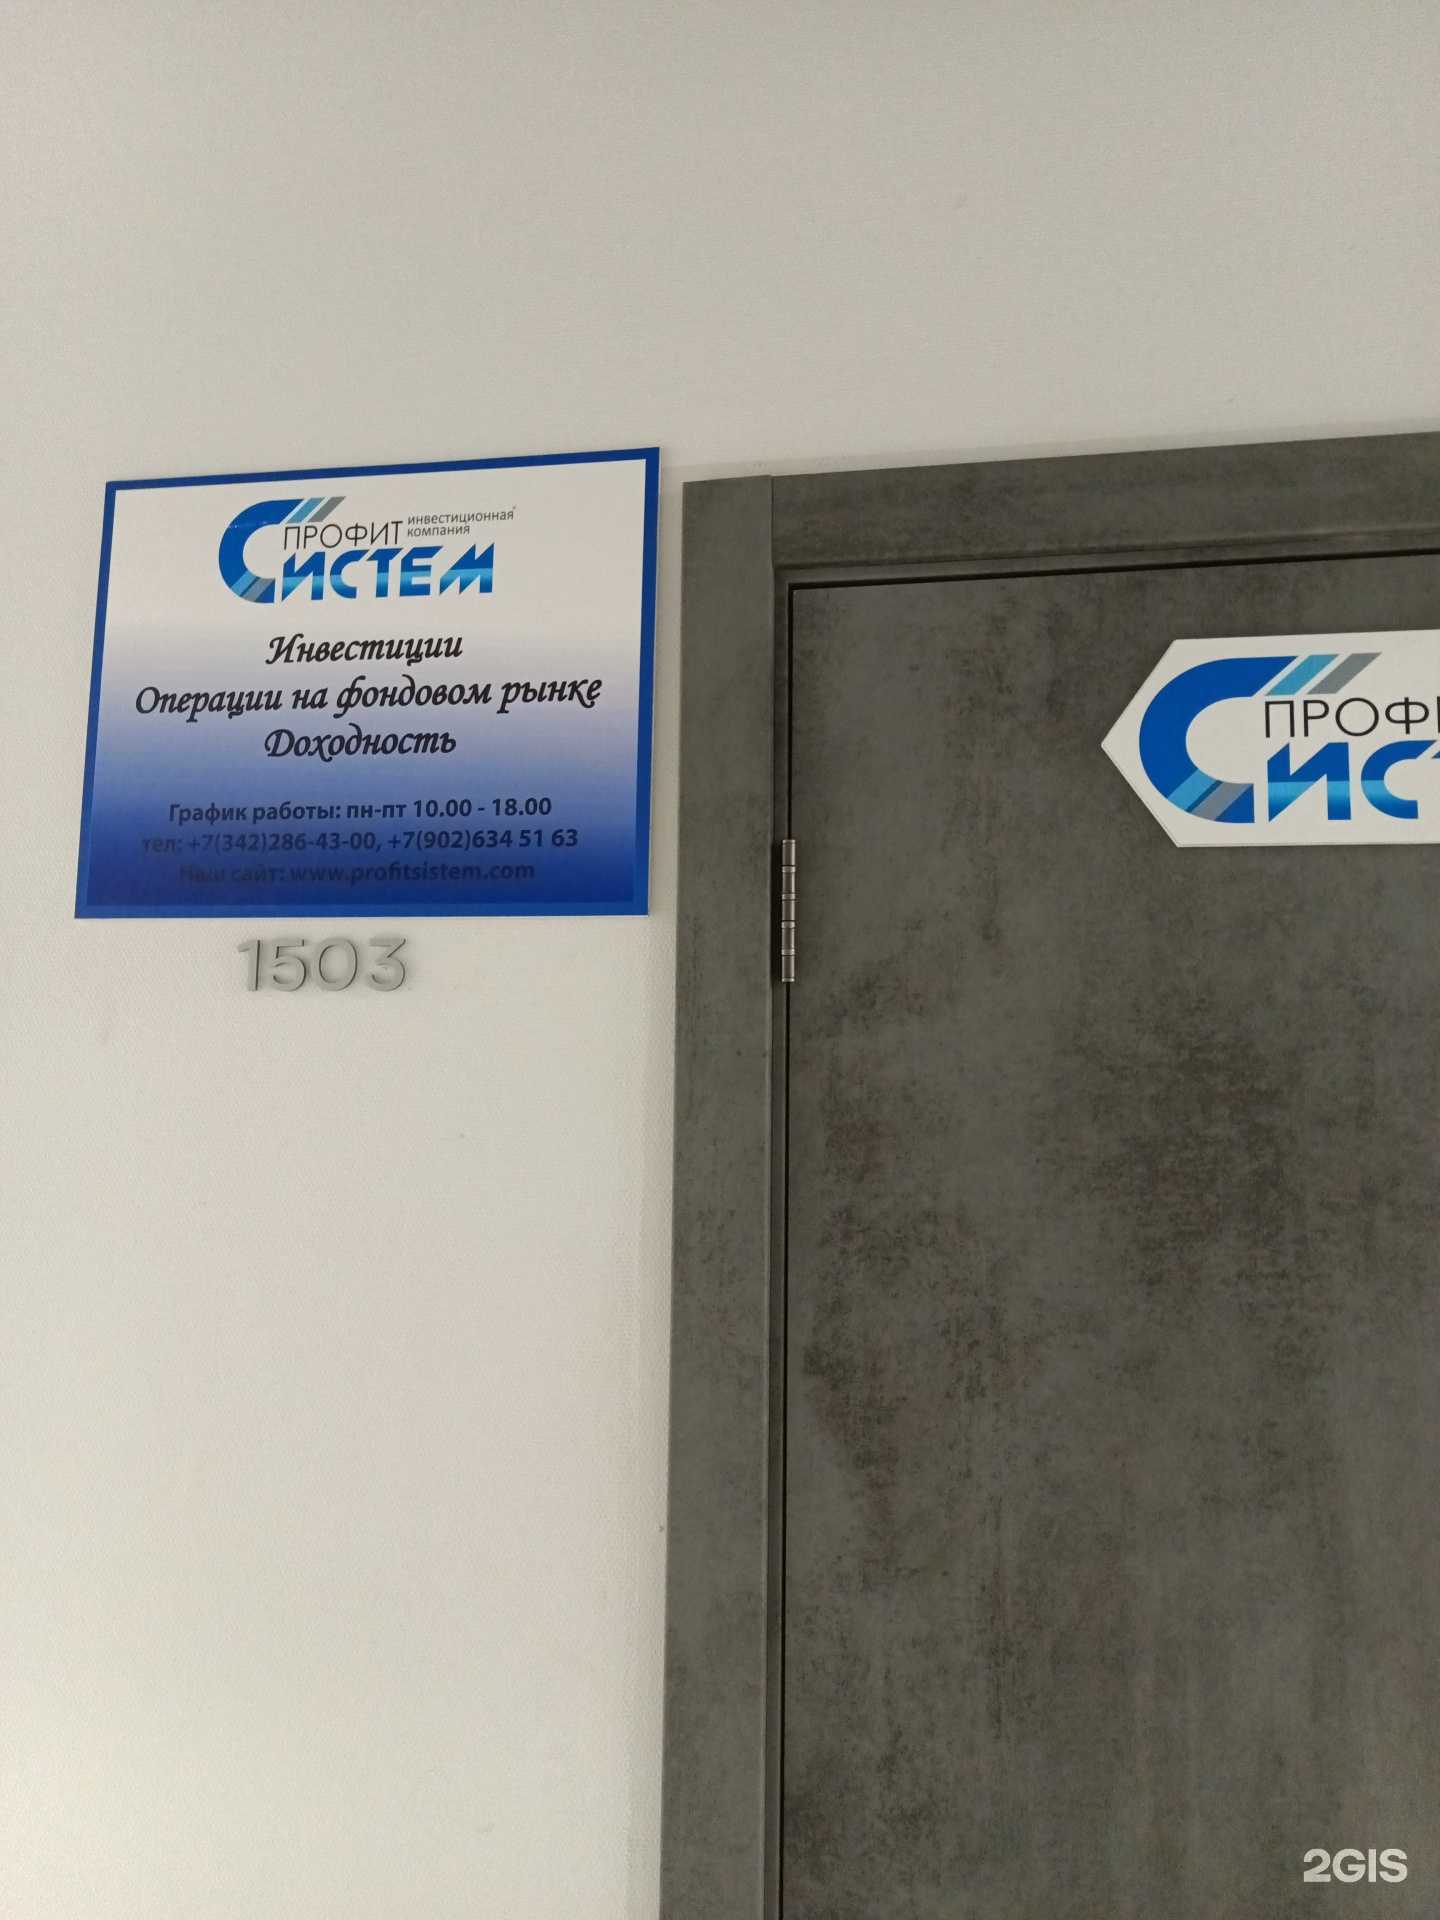 ПРОФИТ инвестиционная
компания
СИСТЕМ
Инвестиции
Операции на фондовом рынке
Доходность
График работы: пн-пт 10.00 - 18.00
тел: +7(342)286-43-00, +7(902)634 51 63
Наш сайт: www.profitsistem.com
1503
ПРОФИ
СИСТ
2GIS